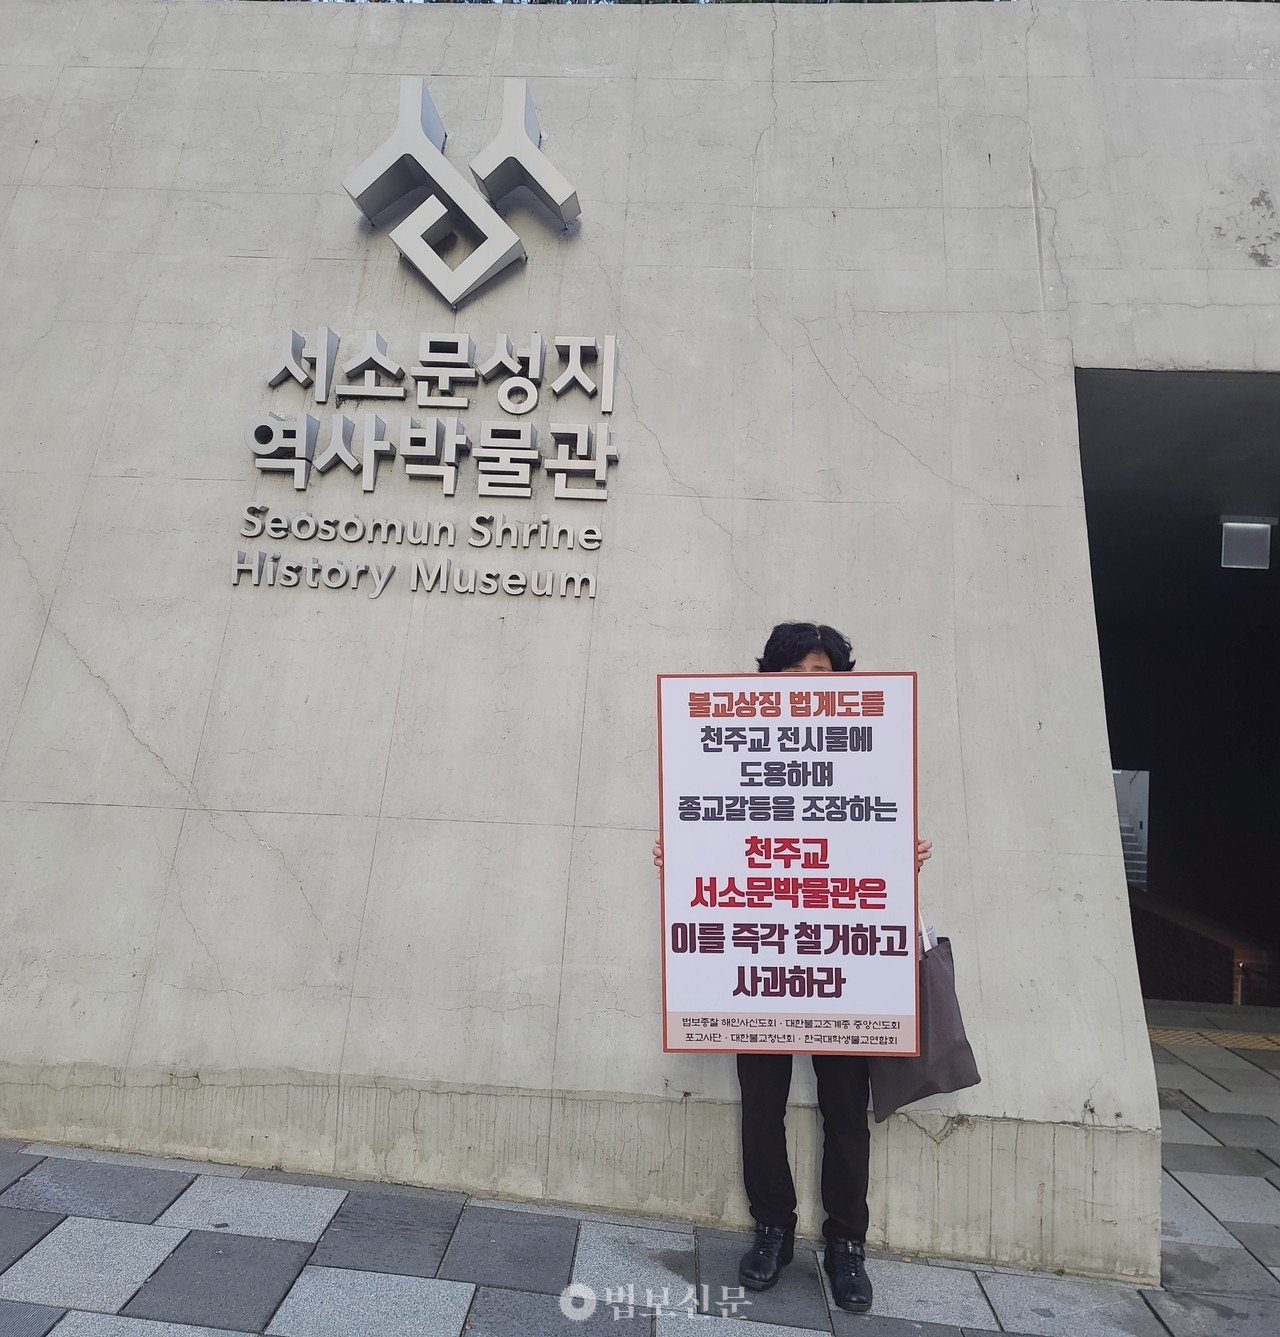 서소문성지
역사박물관
Seosomun Shrine
History Museum
불교상징 법계도를
천주교 전시물에
도용하며
종교갈등을 조장하는
천주교
서소문박물관은
이를 즉각 철거하고
사과하라
법보종찰 해인사신도회 · 대한불교조계종 중앙신도회
포교사단 · 대한불교청년회 · 한국대학생불교연합회
법보신문